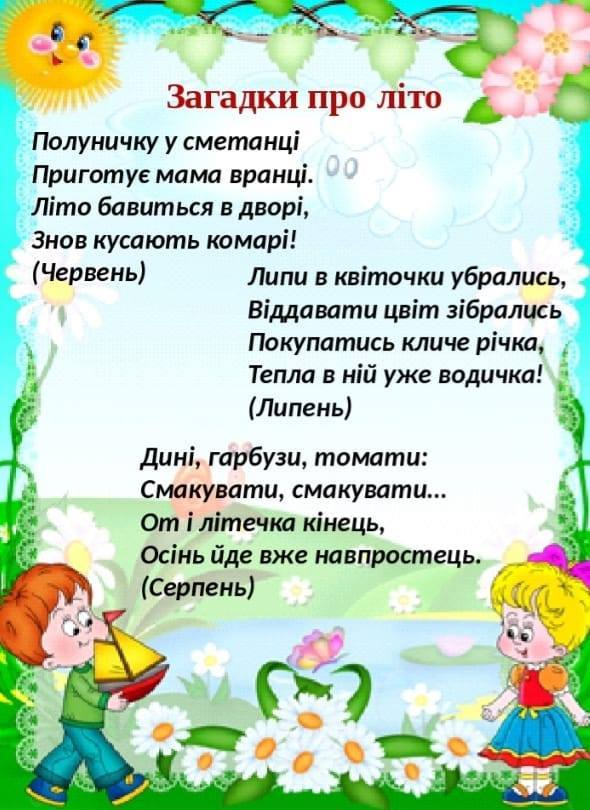 Загадки про літо
Полуничку у сметанці
Приготує мама вранці.
Літо бавиться в дворі,
Знов кусають комарі!
(Червень)
Липи в квіточки убрались,
Віддавати цвіт зібрались
Покупатись кличе річка,
Тепла в ній уже водичка!
(Липень)
Дині, гарбузи, томати:
Смакувати, смакувати...
От і літечка кінець,
Осінь йде вже навпростець.
(Серпень)